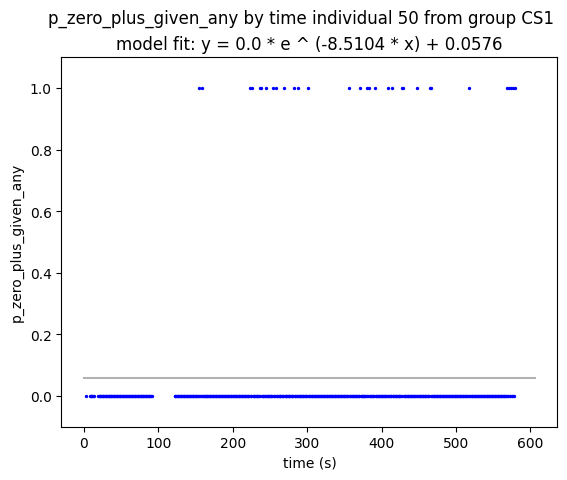 p_zero_plus_given_any by time individual 50 from group CS1
model fit: y = 0.0 * e ^ (-8.5104 * x) + 0.0576
1.0
0.8
0.6
0.4
0.2
0.0
p_zero_plus_given_any
0 100 200 300 400 500 600
time (s)